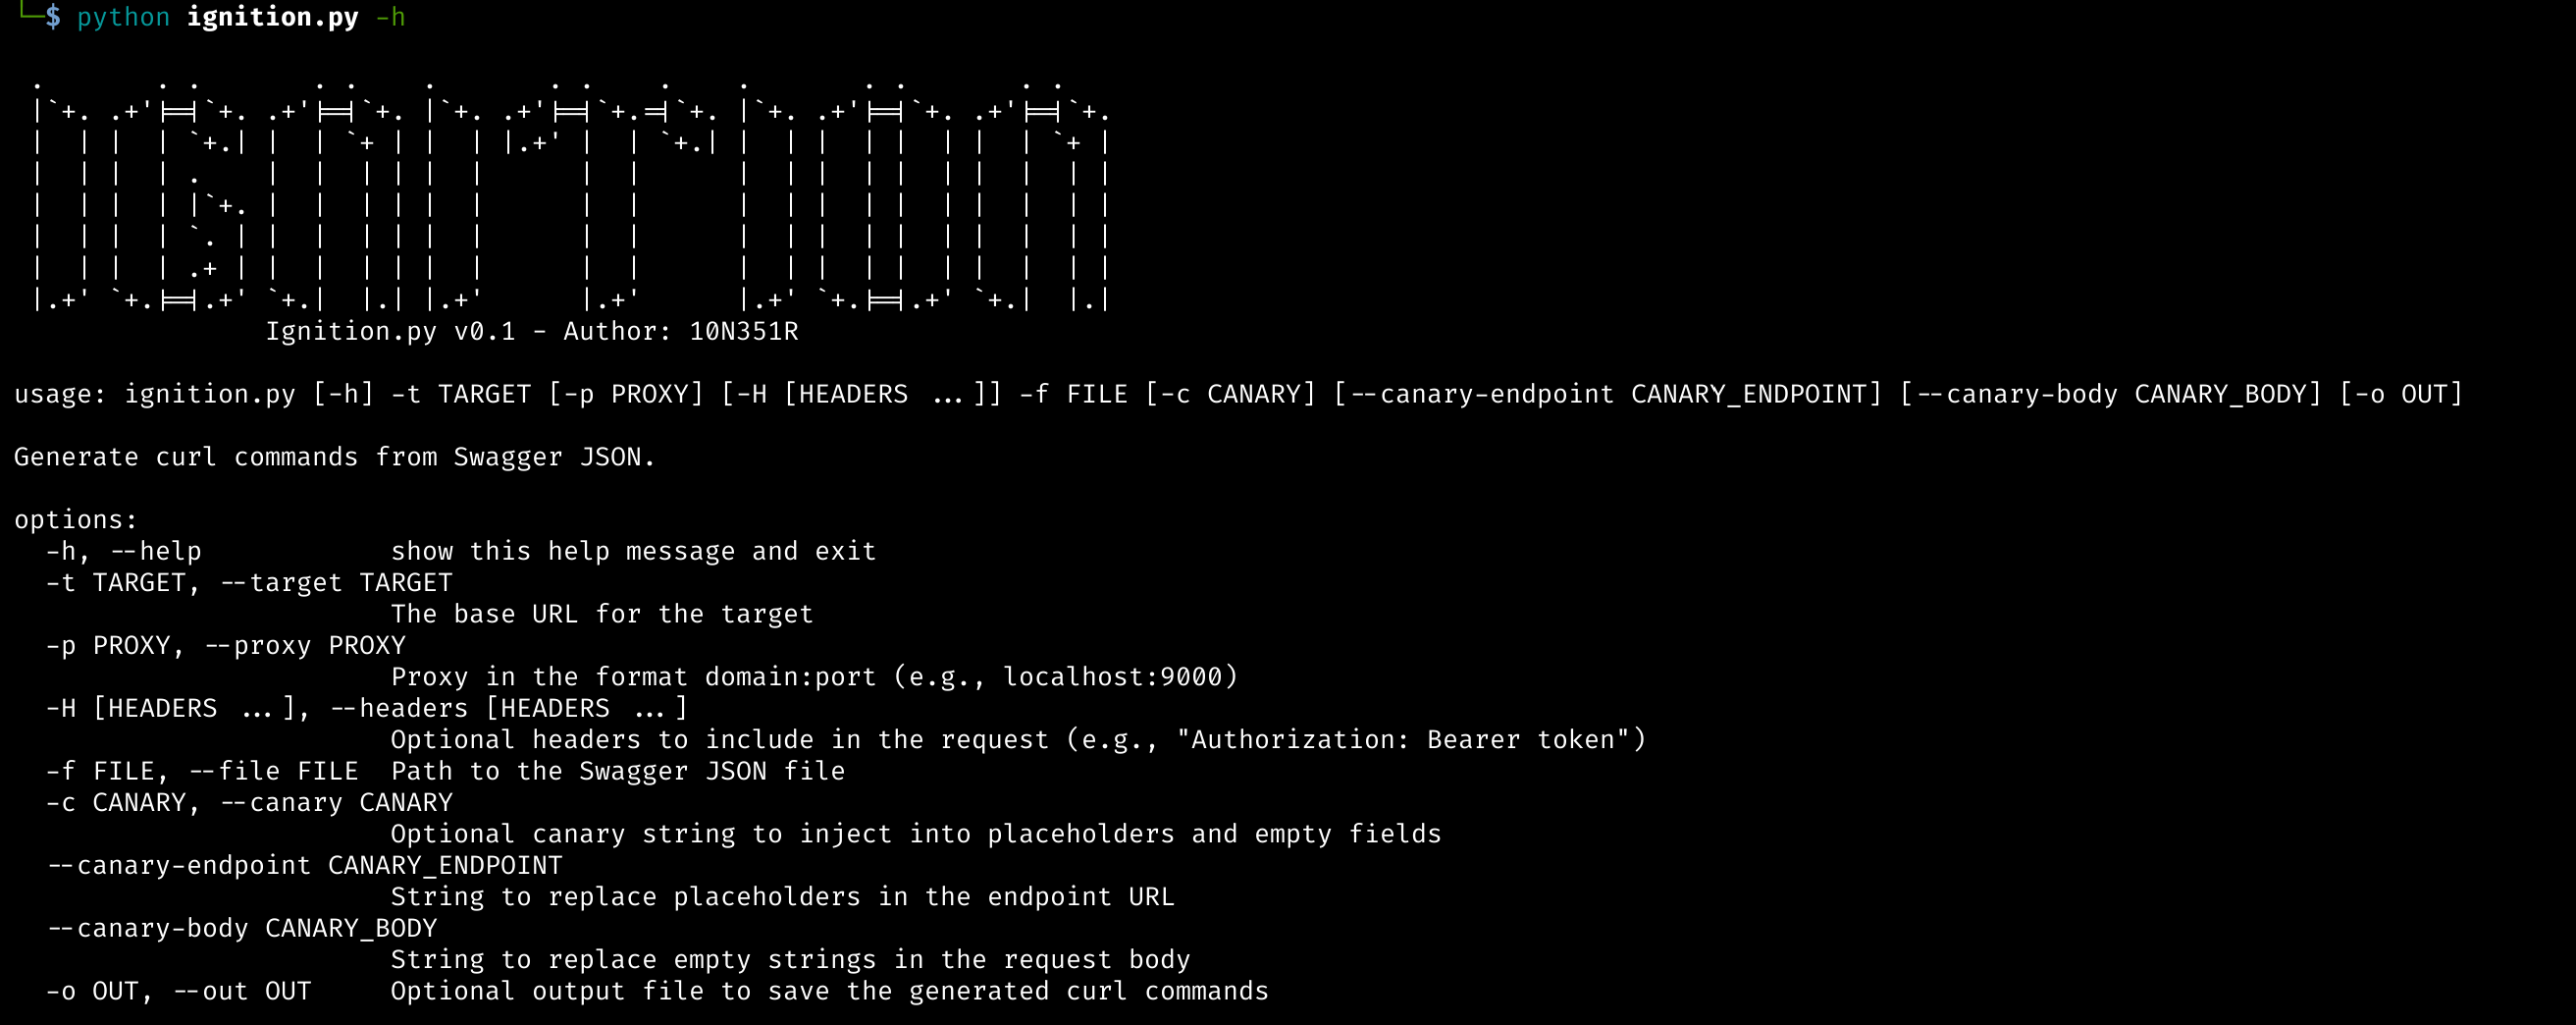 └─$ python ignition.py -h
 .       . .       . .    .       . .    .    .       . .       . .
 |`+. .+'╞═╡`+. .+'╞═╡`+. |`+. .+'╞═╡`+.═╡`+. |`+. .+'╞═╡`+. .+'╞═╡`+.
 |  | |  | `+.| |  | `+ | |  | |.+' |  | `+.| |  | |  | |  | |  | `+ |
 |  | |  | .    |  |  | | |  |      |  |      |  | |  | |  | |  |  | |
 |  | |  | |`+. |  |  | | |  |      |  |      |  | |  | |  | |  |  | |
 |  | |  | `. | |  |  | | |  |      |  |      |  | |  | |  | |  |  | |
 |  | |  | .+ | |  |  | | |  |      |  |      |  | |  | |  | |  |  | |
 |.+' `+.╞═╡.+' `+.|  |.| |.+'      |.+'      |.+' `+.╞═╡.+' `+.|  |.|
Ignition.py v0.1 - Author: 10N351R
usage: ignition.py [-h] -t TARGET [-p PROXY] [-H [HEADERS ...]] -f FILE [-c CANARY] [--canary-endpoint CANARY_ENDPOINT] [--canary-body CANARY_BODY] [-o OUT]
Generate curl commands from Swagger JSON.
options:
  -h, --help            show this help message and exit
  -t TARGET, --target TARGET
                        The base URL for the target
  -p PROXY, --proxy PROXY
                        Proxy in the format domain:port (e.g., localhost:9000)
  -H [HEADERS ...], --headers [HEADERS ...]
                        Optional headers to include in the request (e.g., "Authorization: Bearer token")
  -f FILE, --file FILE  Path to the Swagger JSON file
  -c CANARY, --canary CANARY
                        Optional canary string to inject into placeholders and empty fields
  --canary-endpoint CANARY_ENDPOINT
                        String to replace placeholders in the endpoint URL
  --canary-body CANARY_BODY
                        String to replace empty strings in the request body
  -o OUT, --out OUT     Optional output file to save the generated curl commands